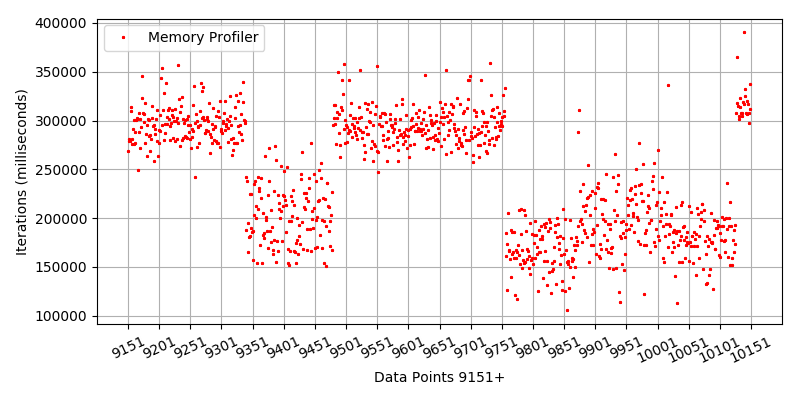 400000
Memory Profiler
350000
300000
250000
200000
150000
100000
Iterations (milliseconds)
9151 9201 9251 9301 9351 9401 9451 9501 9551 9601 9651 9701 9751 9801 9851 9901 9951 10001 10051 10101 10151
Data Points 9151+